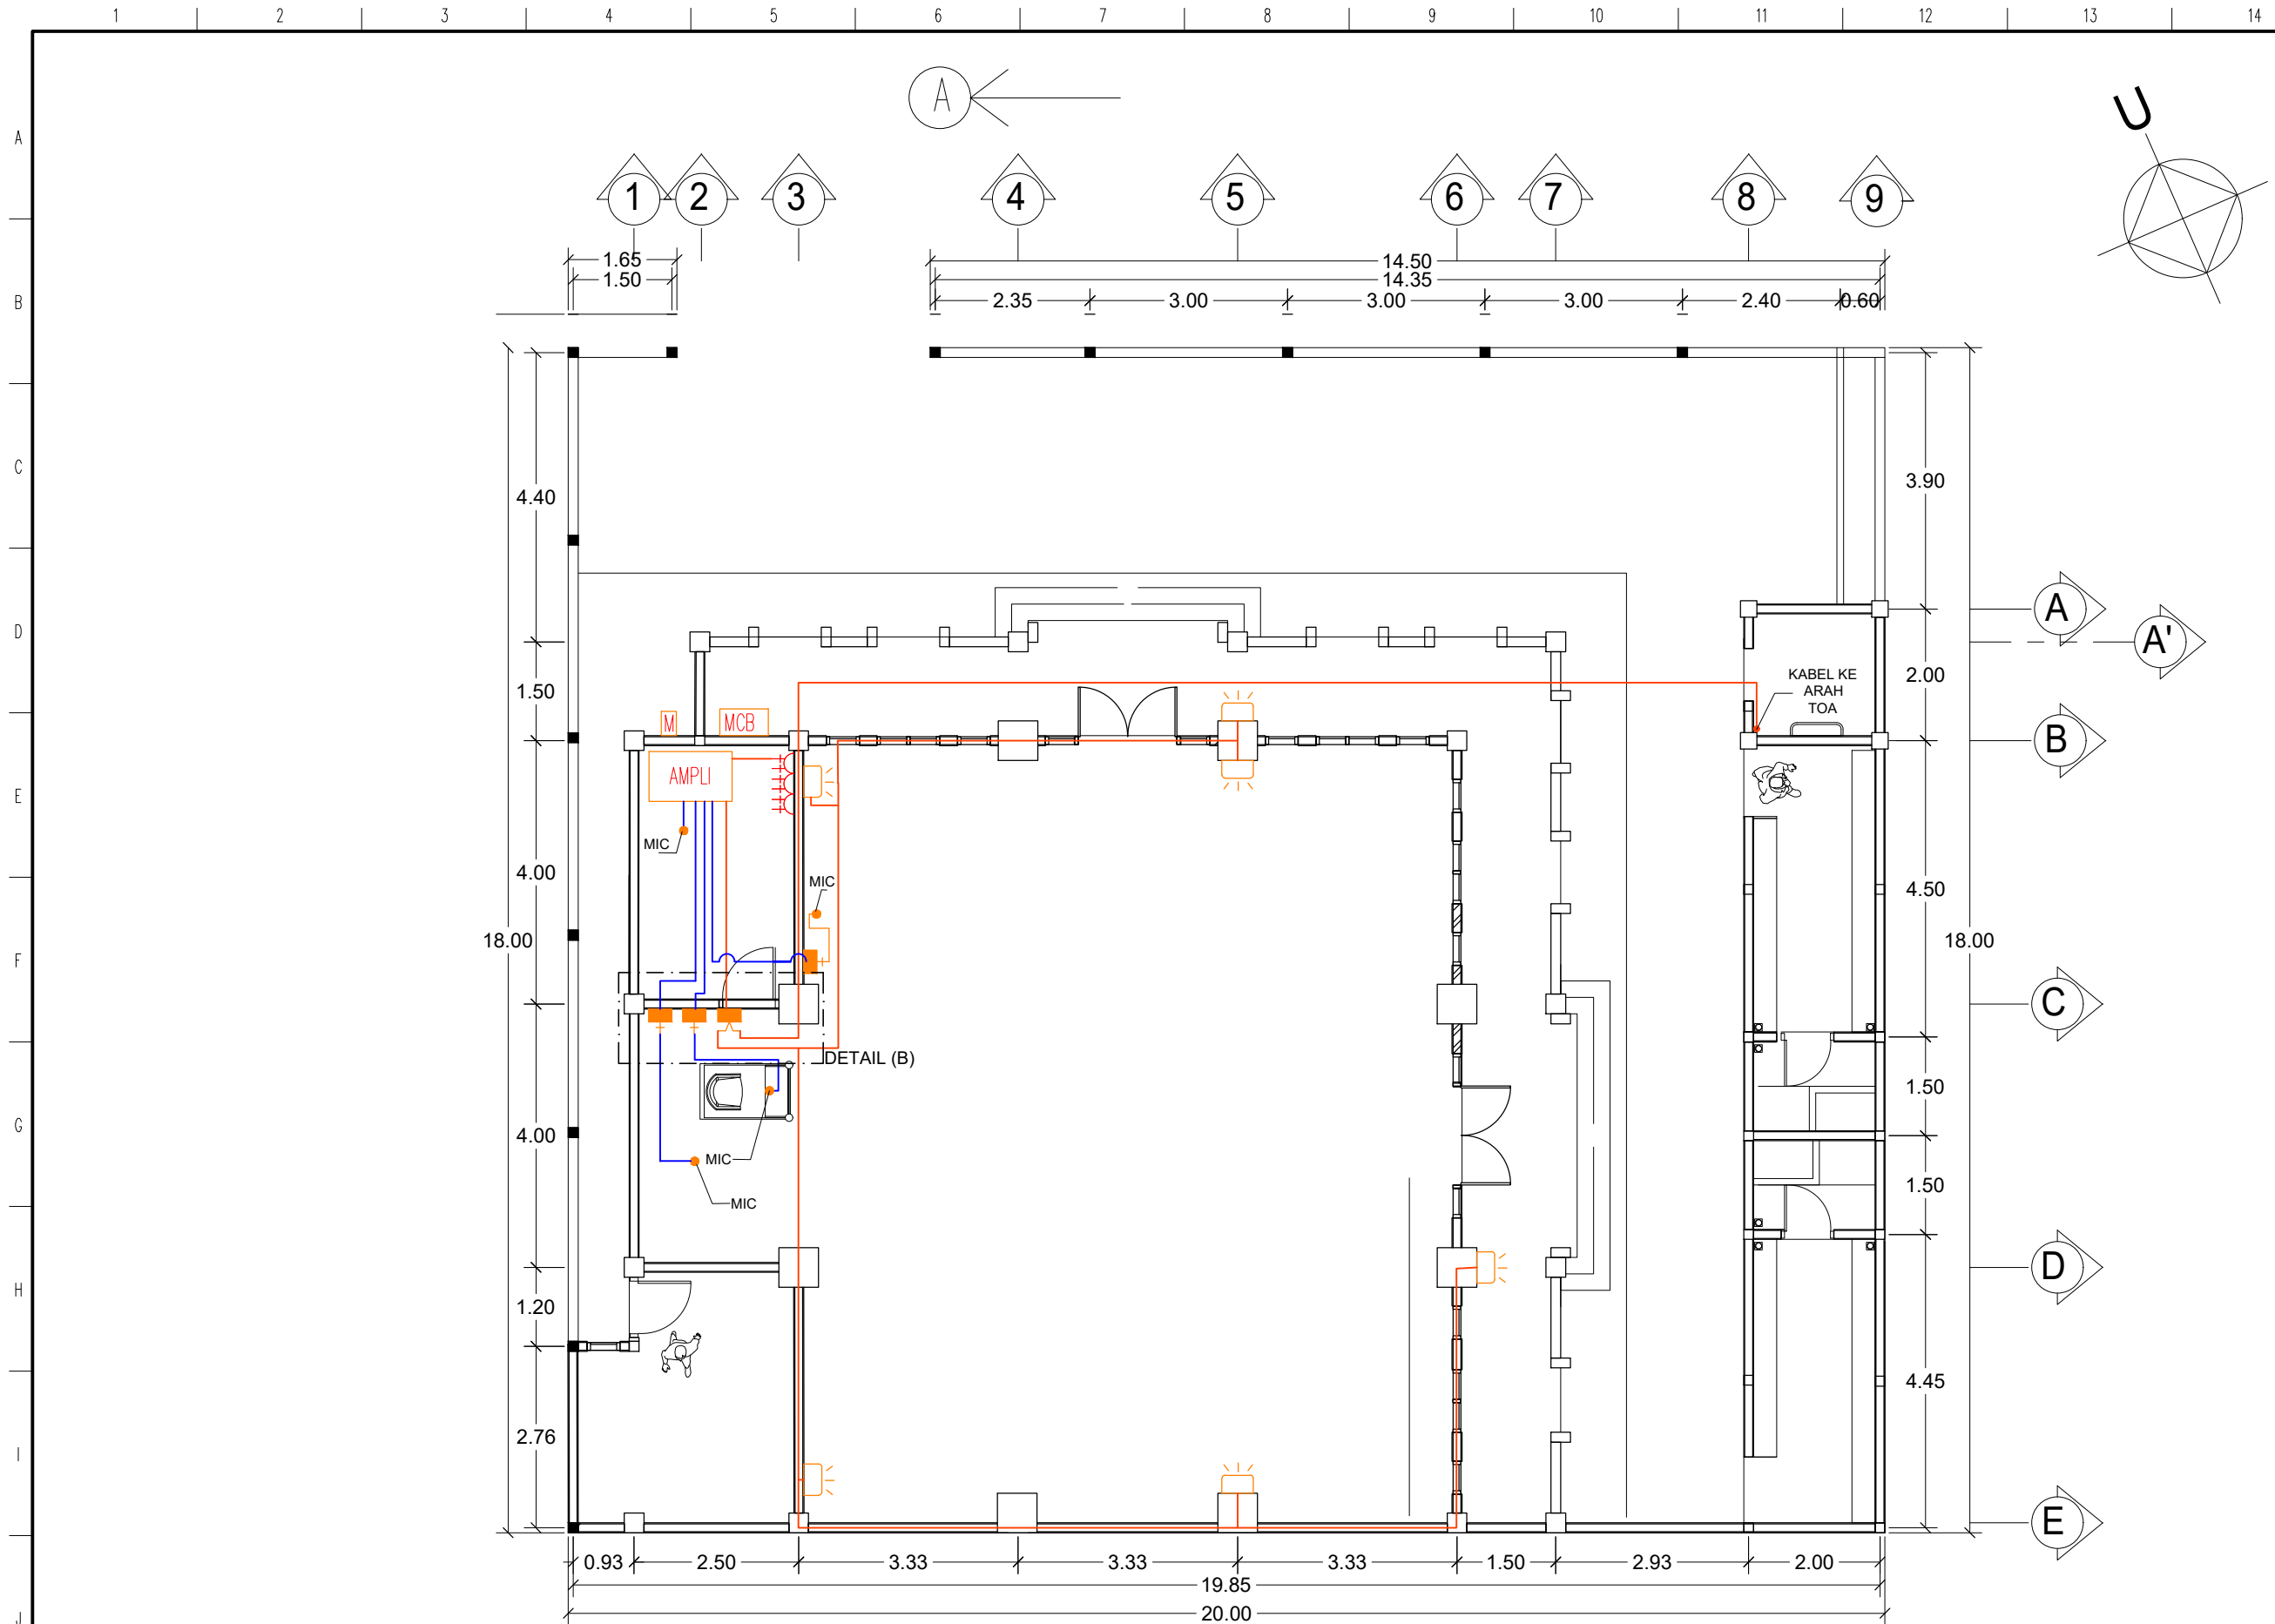 1 2 3 4 5 6 7 8 9 10 11 12 13 14
A
U
A
1 2 3 4 5 6 7 8 9
1.65 14.50
1.50 14.35
B
2.35 3.00 3.00 3.00 2.40 0.60
C
4.40
3.90
D
A
A'
1.50
2.00
KABEL KE
ARAH
TOA
M MCB
B
AMPLI
E
MIC
4.00
MIC
4.50
18.00
18.00
F
C
DETAIL (B)
1.50
G
4.00
MIC
1.50
MIC
D
H
1.20
4.45
2.76
I
E
0.93 2.50 3.33 3.33 3.33 1.50 2.93 2.00
19.85
20.00
J